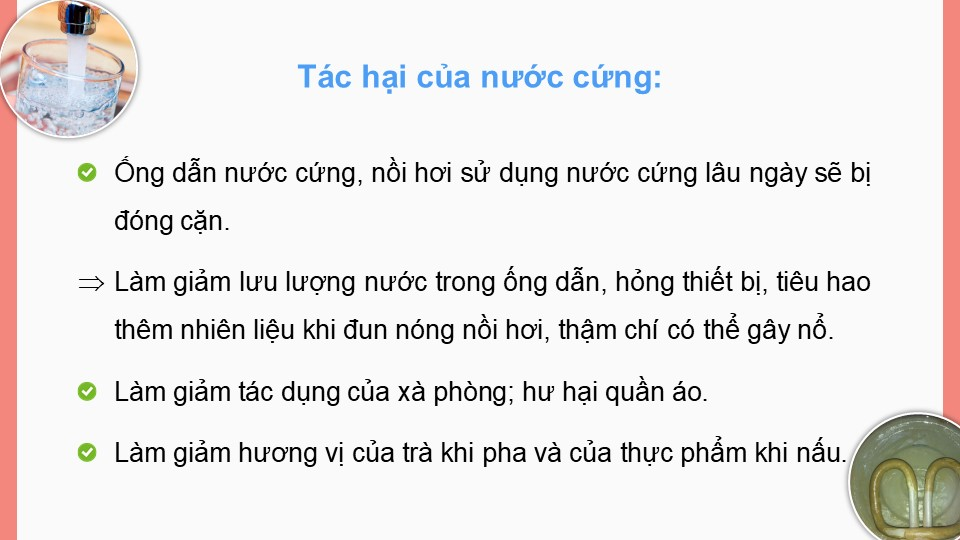 Tác hại của nước cứng:
Ống dẫn nước cứng, nồi hơi sử dụng nước cứng lâu ngày sẽ bị
đóng cặn.
⇒ Làm giảm lưu lượng nước trong ống dẫn, hỏng thiết bị, tiêu hao
thêm nhiên liệu khi đun nóng nồi hơi, thậm chí có thể gây nổ.
Làm giảm tác dụng của xà phòng; hư hại quần áo.
Làm giảm hương vị của trà khi pha và của thực phẩm khi nấu.